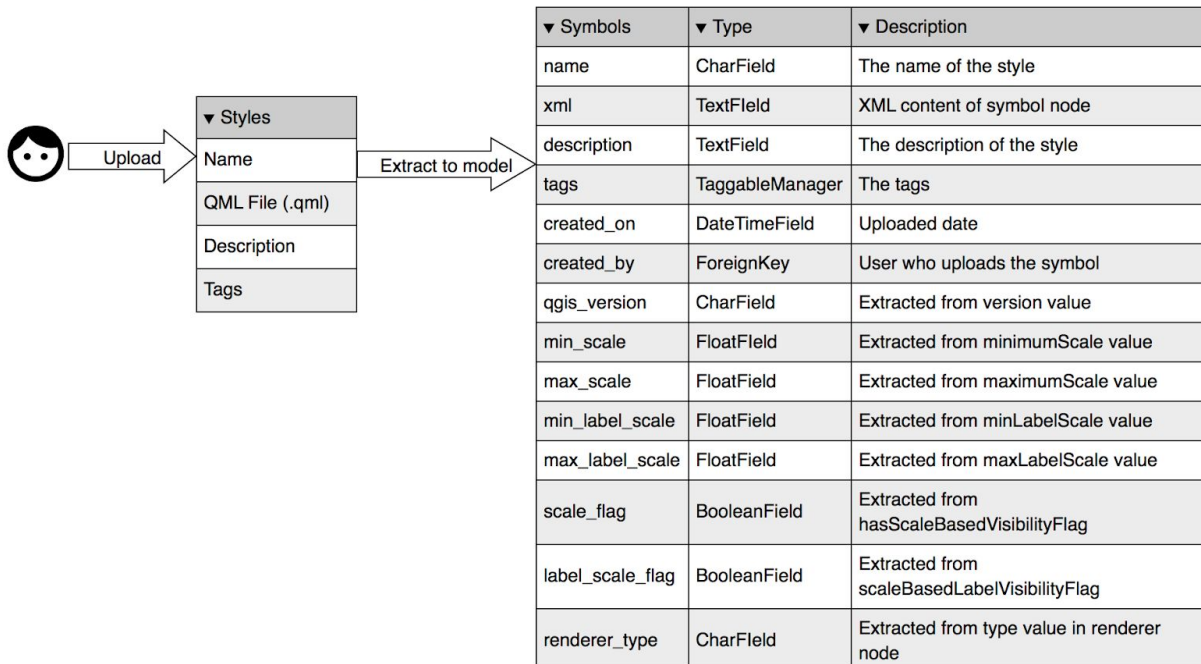 Upload
▼ Styles
Name
QML File (.qml)
Description
Tags
Extract to model
▼ Symbols ▼ Type ▼ Description
name CharField The name of the style
xml TextFIeld XML content of symbol node
description TextField The description of the style
tags TaggableManager The tags
created_on DateTimeField Uploaded date
created_by ForeignKey User who uploads the symbol
qgis_version CharField Extracted from version value
min_scale FloatFIeld Extracted from minimumScale value
max_scale FloatField Extracted from maximumScale value
min_label_scale FloatField Extracted from minLabelScale value
max_label_scale FloatField Extracted from maxLabelScale value
scale_flag BooleanField Extracted from
hasScaleBasedVisibilityFlag
label_scale_flag BooleanField Extracted from
scaleBasedLabelVisibilityFlag
renderer_type CharFIeld Extracted from type value in renderer
node